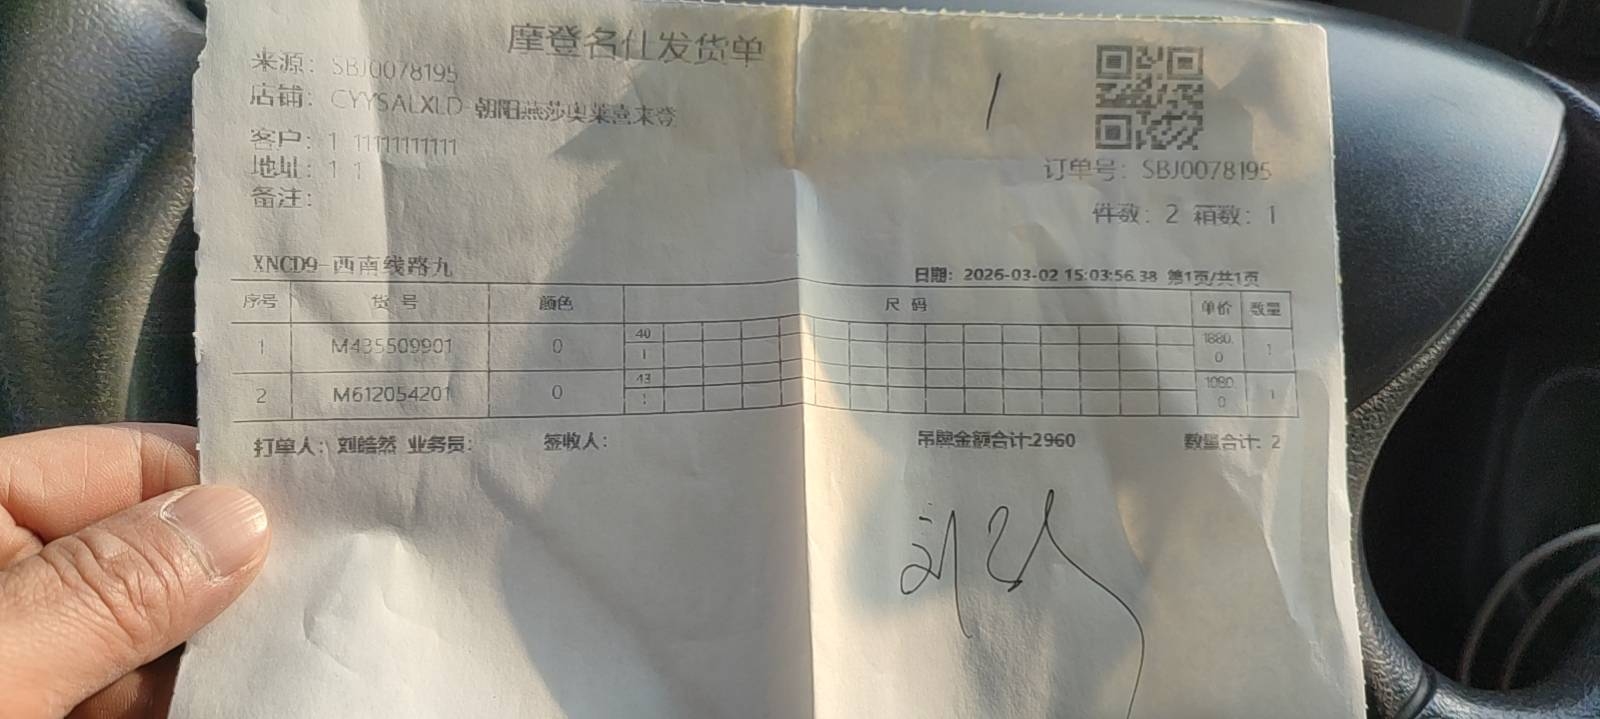 摩登名仕发货单
来源: SBJ0078195
店铺: CYYSALXLD-朝阳燕莎奥莱喜来登
1
客户: 1 11111111111
地址: 1 1
备注:
订单号: SBJ0078195
件数: 2 箱数: 1
XNCD9-西南线路九
日期: 2026-03-02 15:03:56.38 第1页/共1页
序号 货号 颜色 尺码 单价 数量
1 M435509901 0 40 1 1880.0 1
2 M612054201 0 43 1 1080.0 1
打单人: 刘皓然 业务员: 签收人: 吊牌金额合计:2960 数量合计: 2